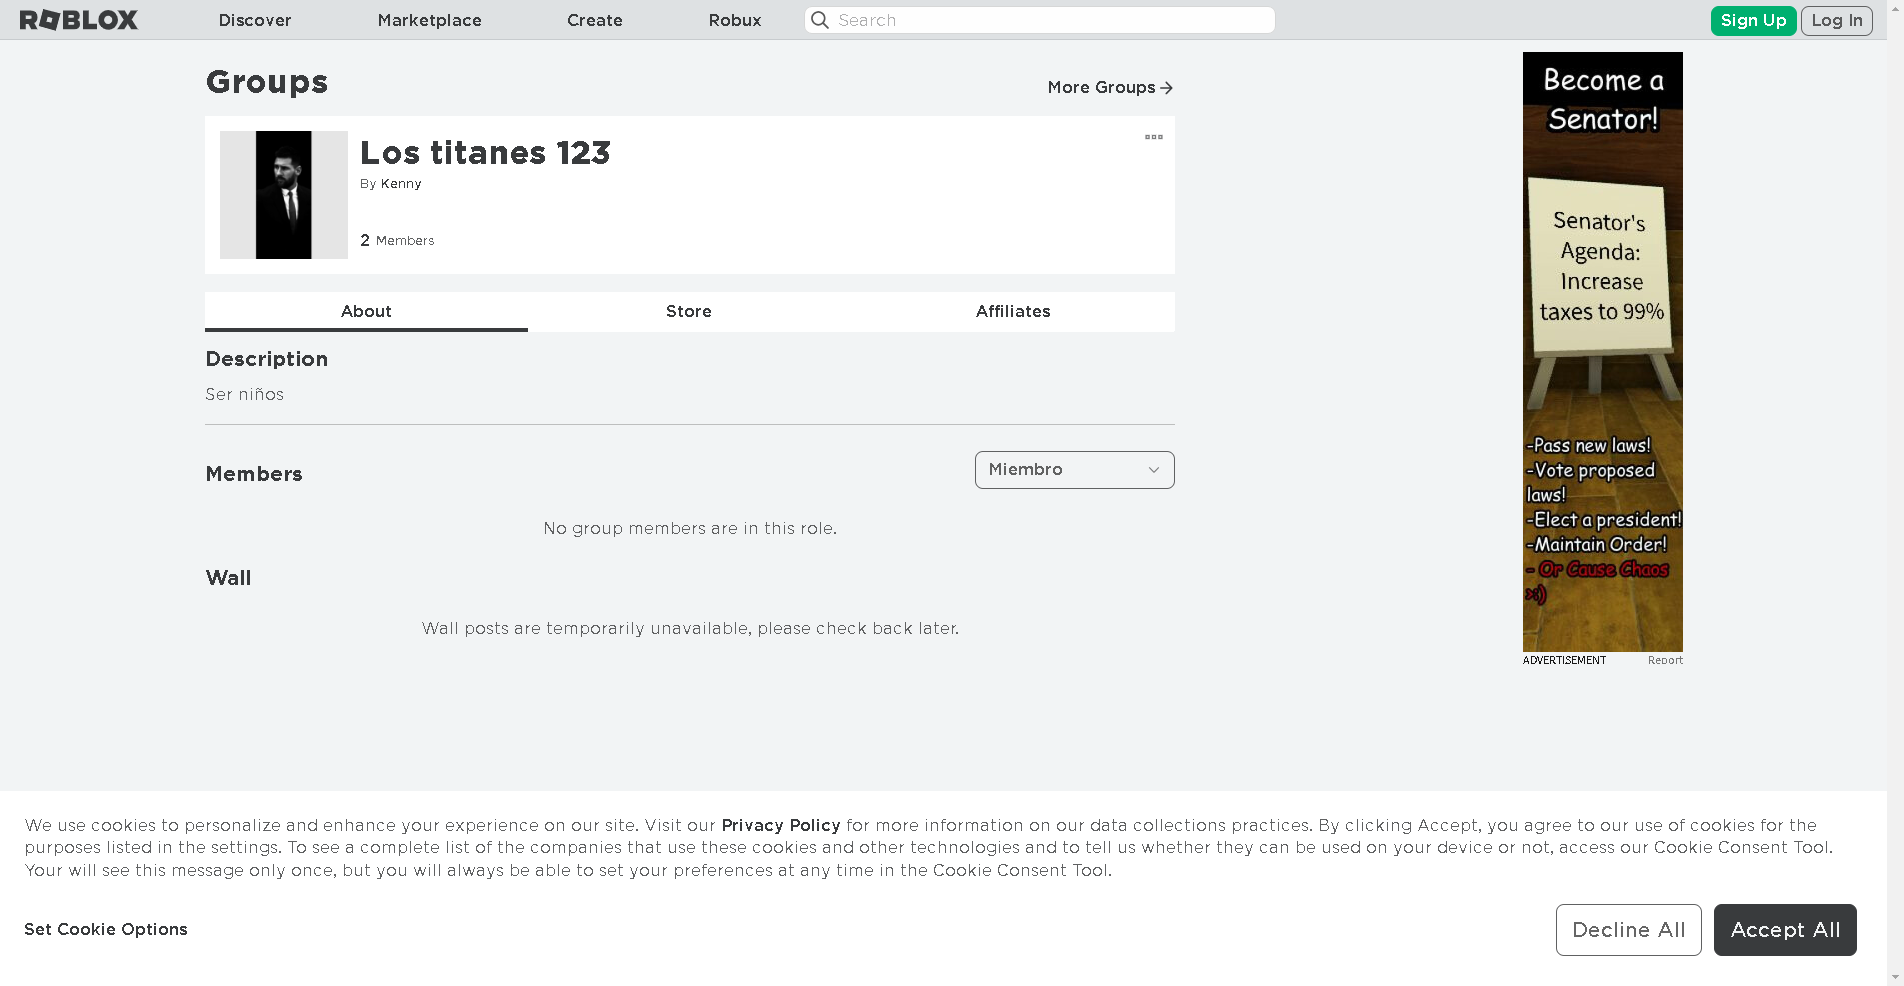 ROBLOX
Discover
Marketplace
Create
Robux
Search
Sign Up
Log In
Groups
More Groups
Los titanes 123
By Kenny
2 Members
About
Store
Affiliates
Description
Ser niños
Members
Miembro
No group members are in this role.
Wall
Wall posts are temporarily unavailable, please check back later.
Become a
Senator!
Senator's
Agenda:
Increase
taxes to 99%
-Pass new laws!
-Vote proposed
laws!
-Elect a president!
-Maintain Order!
- Or Cause Chaos
>:)
ADVERTISEMENT
Report
We use cookies to personalize and enhance your experience on our site. Visit our Privacy Policy for more information on our data collections practices. By clicking Accept, you agree to our use of cookies for the
purposes listed in the settings. To see a complete list of the companies that use these cookies and other technologies and to tell us whether they can be used on your device or not, access our Cookie Consent Tool.
Your will see this message only once, but you will always be able to set your preferences at any time in the Cookie Consent Tool.
Set Cookie Options
Decline All
Accept All